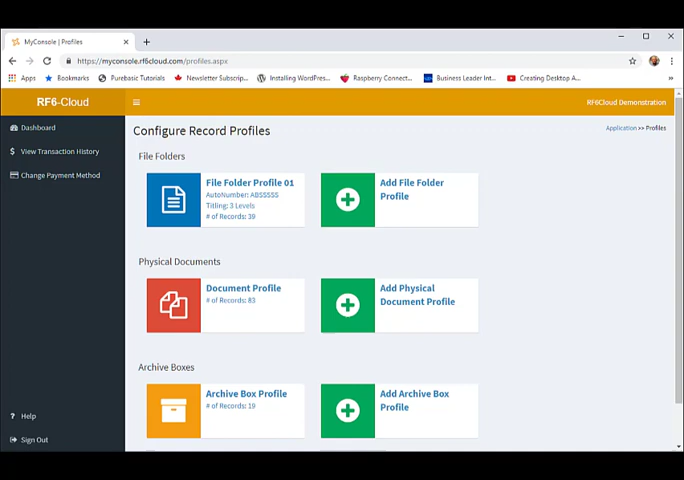 MyConsole | Profiles
https://myconsole.rf6cloud.com/profiles.aspx
Apps Bookmarks Purebasic Tutorials Newsletter Subscrip... Installing WordPres... Raspberry Connect... Business Leader Int... Creating Desktop A...
RF6-Cloud
RF6Cloud Demonstration
Dashboard
View Transaction History
Change Payment Method
Help
Sign Out
Configure Record Profiles
Application >> Profiles
File Folders
File Folder Profile 01
AutoNumber: ABSSSSS
Titling: 3 Levels
# of Records: 39
Add File Folder
Profile
Physical Documents
Document Profile
# of Records: 83
Add Physical
Document Profile
Archive Boxes
Archive Box Profile
# of Records: 19
Add Archive Box
Profile